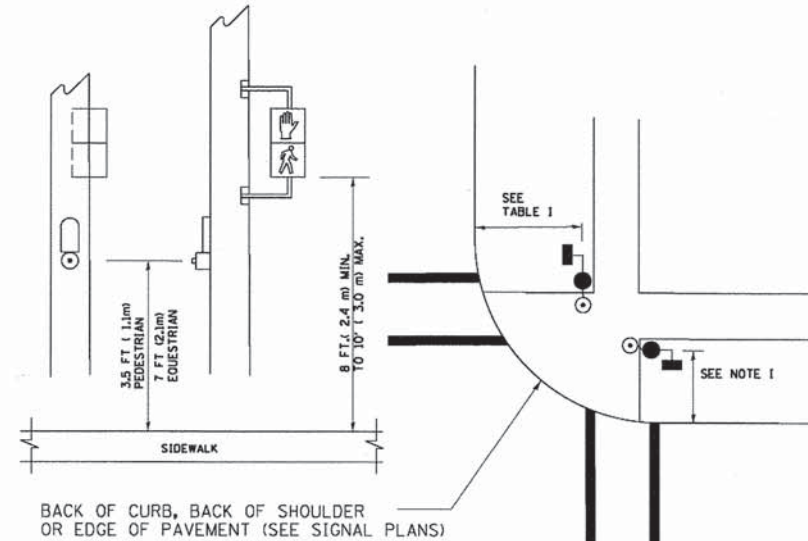 3.5 FT ( 1.1m)
PEDESTRIAN
7 FT (2.1m)
EQUESTRIAN
8 FT.( 2.4 m) MIN.
TO 10' ( 3.0 m) MAX.
SIDEWALK
BACK OF CURB, BACK OF SHOULDER
OR EDGE OF PAVEMENT (SEE SIGNAL PLANS)
SEE
TABLE I
SEE NOTE I